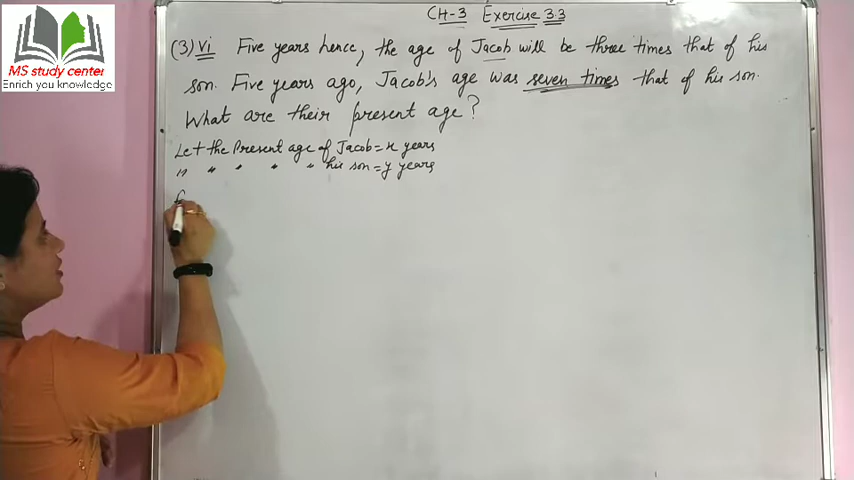 MS study center
Enrich you knowledge
CH-3 Exercise 3.3
(3) vi Five years hence, the age of Jacob will be three times that of his
son. Five years ago, Jacob's age was seven times that of his son.
What are their present age?
Let the Present age of Jacob = x years
" " " " " his son = y years